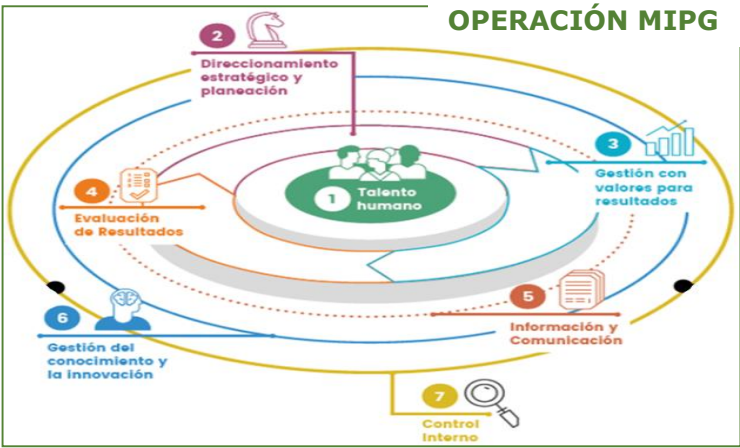 OPERACIÓN MIPG
2
Direccionamiento
estratégico y
planeación
3
Gestión con
valores para
resultados
1
Talento
humano
4
Evaluación
de Resultados
5
Información y
Comunicación
6
Gestión del
conocimiento y
la innovación
7
Control
Interno